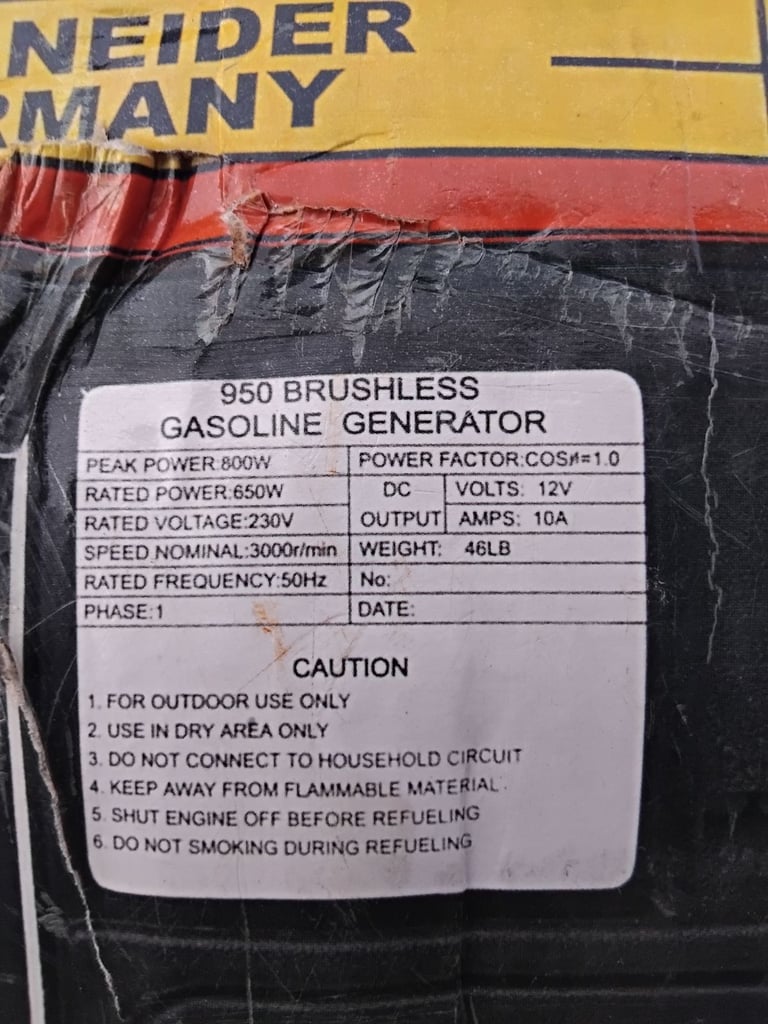 NEIDER
RMANY
950 BRUSHLESS
GASOLINE GENERATOR
PEAK POWER:800W
POWER FACTOR:COS#=1.0
RATED POWER:650W
DC
VOLTS: 12V
RATED VOLTAGE:230V
OUTPUT
AMPS: 10A
SPEED NOMINAL:3000r/min
WEIGHT: 46LB
RATED FREQUENCY:50Hz
No:
PHASE:1
DATE:
CAUTION
1. FOR OUTDOOR USE ONLY
2. USE IN DRY AREA ONLY
3. DO NOT CONNECT TO HOUSEHOLD CIRCUIT
4. KEEP AWAY FROM FLAMMABLE MATERIAL.
5. SHUT ENGINE OFF BEFORE REFUELING
6. DO NOT SMOKING DURING REFUELING